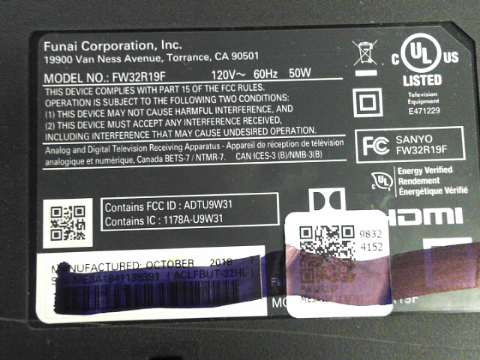 Funai Corporation, Inc.
19900 Van Ness Avenue, Torrance, CA 90501
MODEL NO.: FW32R19F 120V~ 60Hz 50W
THIS DEVICE COMPLIES WITH PART 15 OF THE FCC RULES.
OPERATION IS SUBJECT TO THE FOLLOWING TWO CONDITIONS:
(1) THIS DEVICE MAY NOT CAUSE HARMFUL INTERFERENCE, AND
(2) THIS DEVICE MUST ACCEPT ANY INTERFERENCE RECEIVED,
INCLUDING INTERFERENCE THAT MAY CAUSE UNDESIRED OPERATION.
Analog and Digital Television Receiving Apparatus - Appareil de réception de télévision
analogique et numérique, Canada BETS-7 / NTMR-7. CAN ICES-3 (B)/NMB-3(B)
C UL US
LISTED
Television
Equipment
E471229
FC SANYO
FW32R19F
Energy Verified
Rendement
Énergétique Vérifié
Contains FCC ID : ADTU9W31
Contains IC : 1178A-U9W31
HDMI
9832
4152
MANUFACTURED: OCTOBER 2018